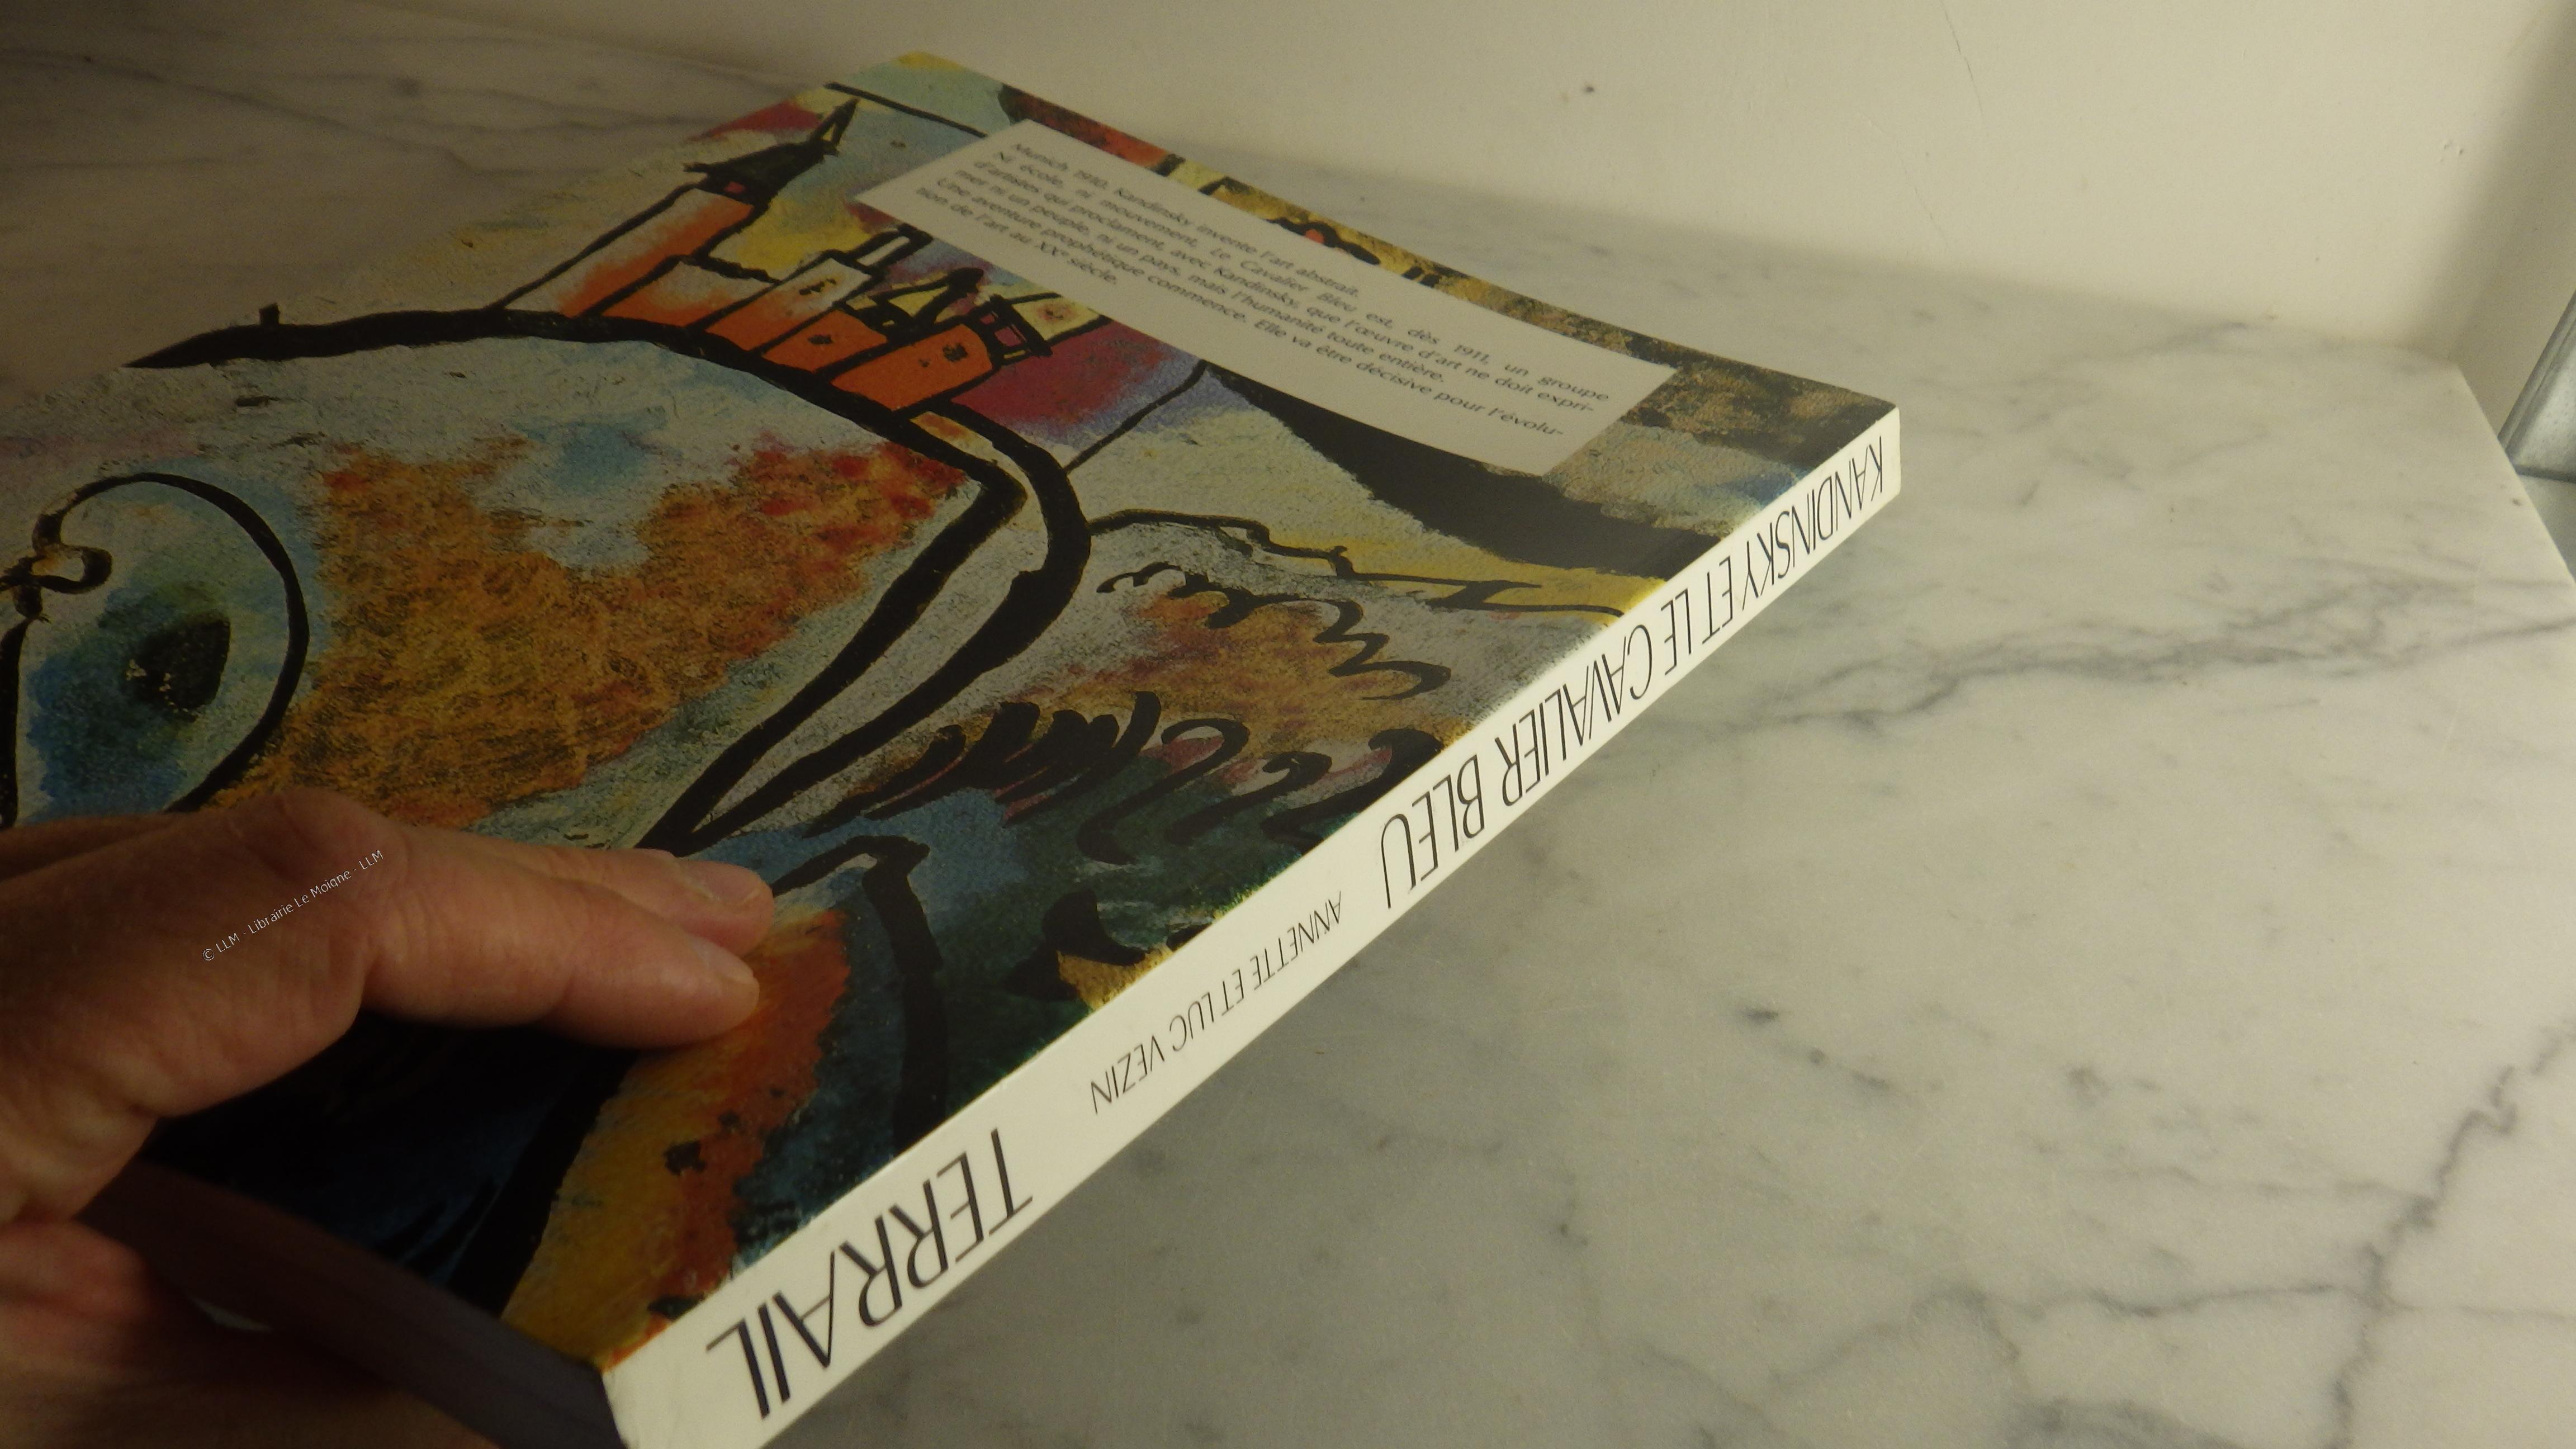 Munich, 1910. Kandinsky invente l'art abstrait.
Ni école, ni mouvement, Le Cavalier Bleu est, dès 1911, un groupe
d'artistes qui proclament, avec Kandinsky, que l'œuvre d'art ne doit expri-
mer ni un peuple, ni un pays, mais l'humanité toute entière.
Une aventure prophétique commence. Elle va être décisive pour l'évolu-
tion de l'art au XXe siècle.
KANDINSKY ET LE CAVALIER BLEU
ANNETTE ET LUC VEZIN
TERRAIL
© LLM - Librairie Le Moigne - LLM